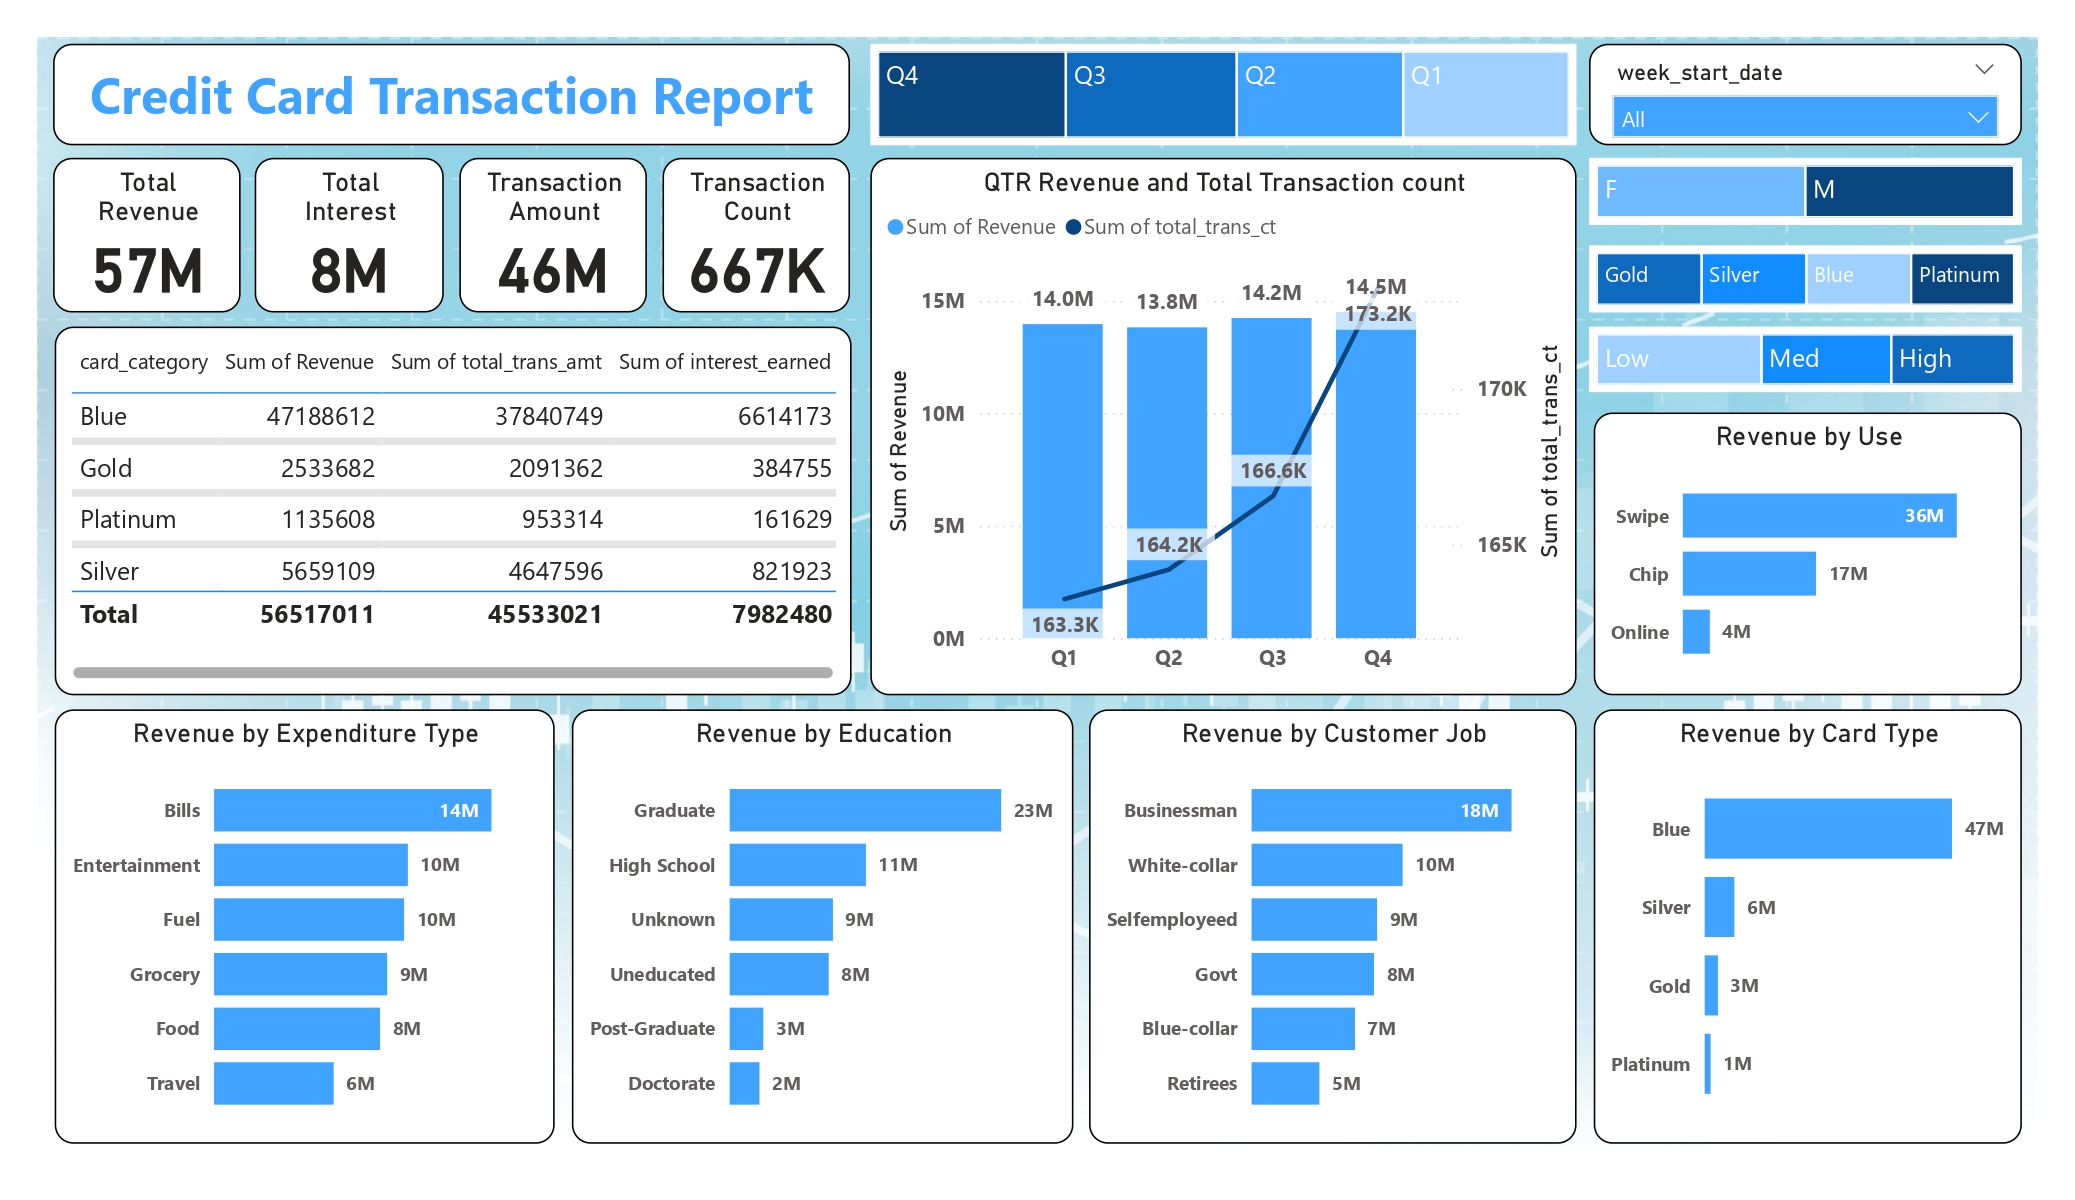 Credit Card Transaction Report
Q4 Q3 Q2 Q1
week_start_date
All
Total
Revenue
57M
Total
Interest
8M
Transaction
Amount
46M
Transaction
Count
667K
F M
Gold Silver Blue Platinum
Low Med High
card_category Sum of Revenue Sum of total_trans_amt Sum of interest_earned
Blue 47188612 37840749 6614173
Gold 2533682 2091362 384755
Platinum 1135608 953314 161629
Silver 5659109 4647596 821923
Total 56517011 45533021 7982480
QTR Revenue and Total Transaction count
Sum of Revenue Sum of total_trans_ct
Sum of Revenue
15M
10M
5M
0M
14.0M 13.8M 14.2M 14.5M
163.3K 164.2K 166.6K 173.2K
Q1 Q2 Q3 Q4
170K
165K
Sum of total_trans_ct
Revenue by Use
Swipe 36M
Chip 17M
Online 4M
Revenue by Expenditure Type
Bills 14M
Entertainment 10M
Fuel 10M
Grocery 9M
Food 8M
Travel 6M
Revenue by Education
Graduate 23M
High School 11M
Unknown 9M
Uneducated 8M
Post-Graduate 3M
Doctorate 2M
Revenue by Customer Job
Businessman 18M
White-collar 10M
Selfemployeed 9M
Govt 8M
Blue-collar 7M
Retirees 5M
Revenue by Card Type
Blue 47M
Silver 6M
Gold 3M
Platinum 1M